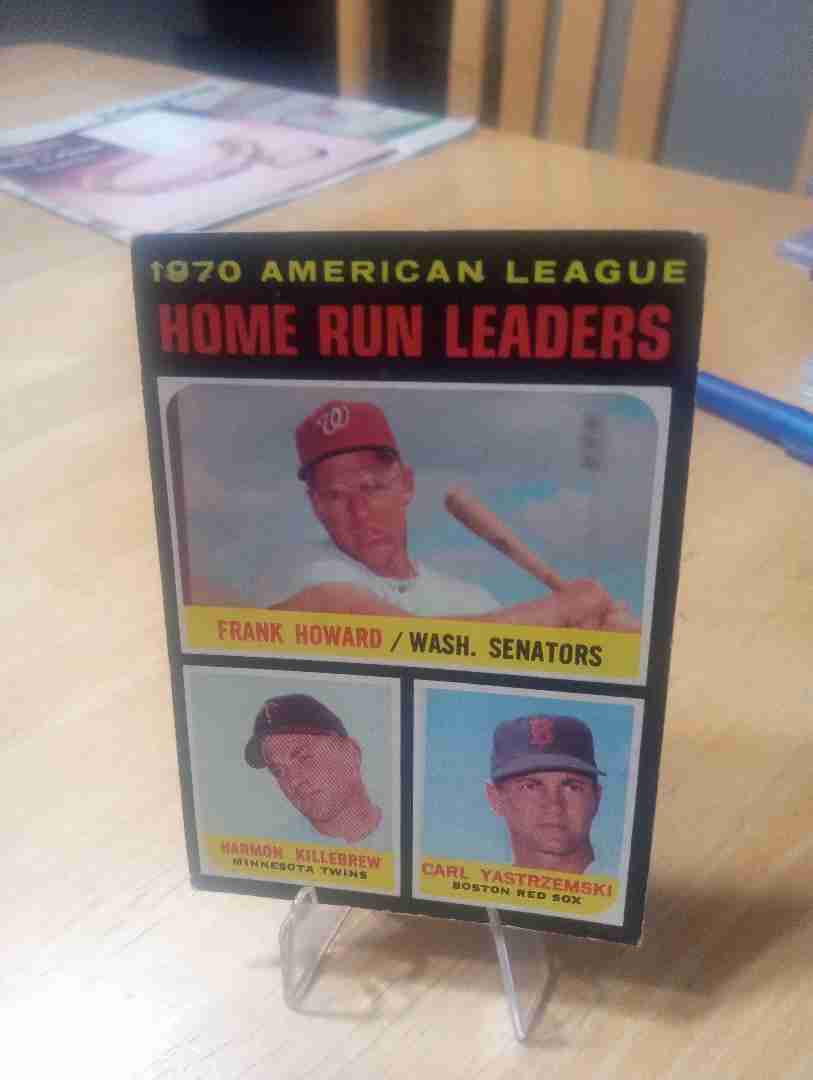 1970 AMERICAN LEAGUE
HOME RUN LEADERS
W
FRANK HOWARD / WASH. SENATORS
T
B
HARMON KILLEBREW
MINNESOTA TWINS
CARL YASTRZEMSKI
BOSTON RED SOX